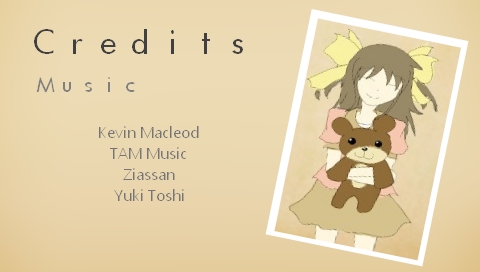 Credits
Music
Kevin Macleod
TAM Music
Ziassan
Yuki Toshi